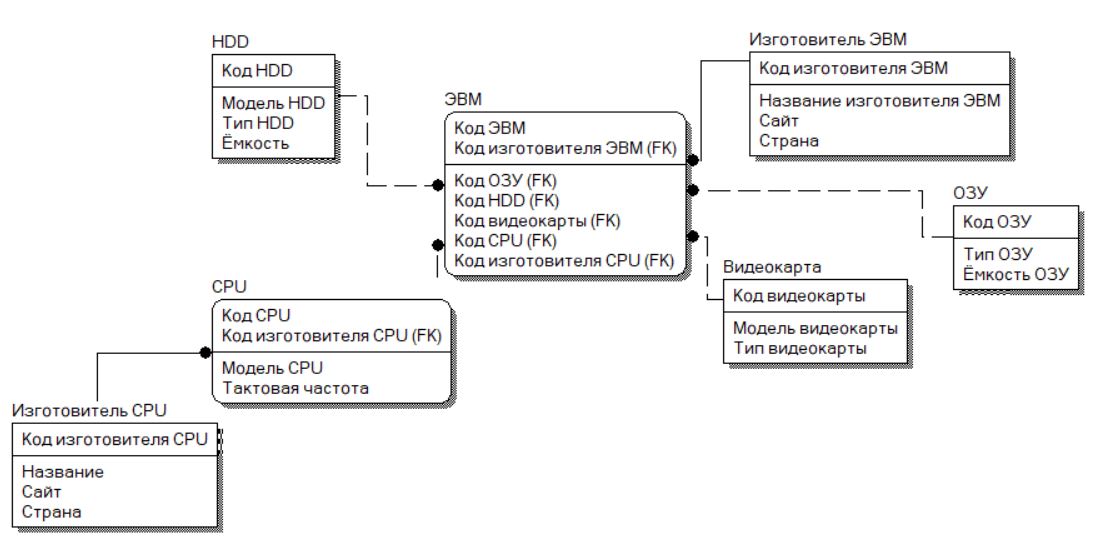 HDD
Код HDD
Модель HDD
Тип HDD
Ёмкость
ЭВМ
Код ЭВМ
Код изготовителя ЭВМ (FK)
Код ОЗУ (FK)
Код HDD (FK)
Код видеокарты (FK)
Код CPU (FK)
Код изготовителя CPU (FK)
Изготовитель ЭВМ
Код изготовителя ЭВМ
Название изготовителя ЭВМ
Сайт
Страна
ОЗУ
Код ОЗУ
Тип ОЗУ
Ёмкость ОЗУ
Видеокарта
Код видеокарты
Модель видеокарты
Тип видеокарты
CPU
Код CPU
Код изготовителя CPU (FK)
Модель CPU
Тактовая частота
Изготовитель CPU
Код изготовителя CPU
Название
Сайт
Страна